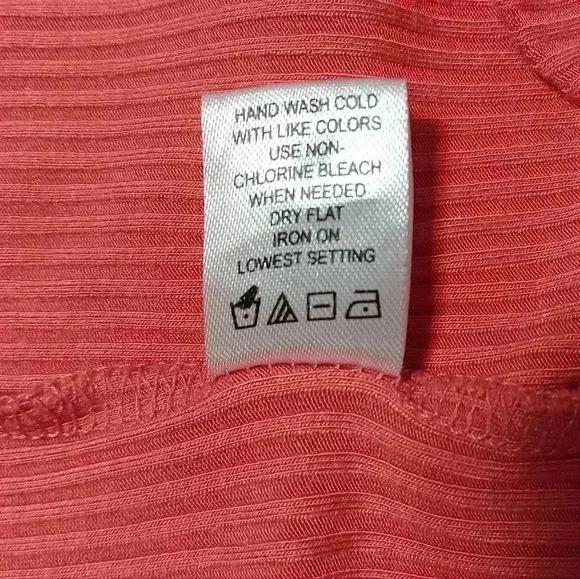 HAND WASH COLD
WITH LIKE COLORS
USE NON-
CHLORINE BLEACH
WHEN NEEDED
DRY FLAT
IRON ON
LOWEST SETTING